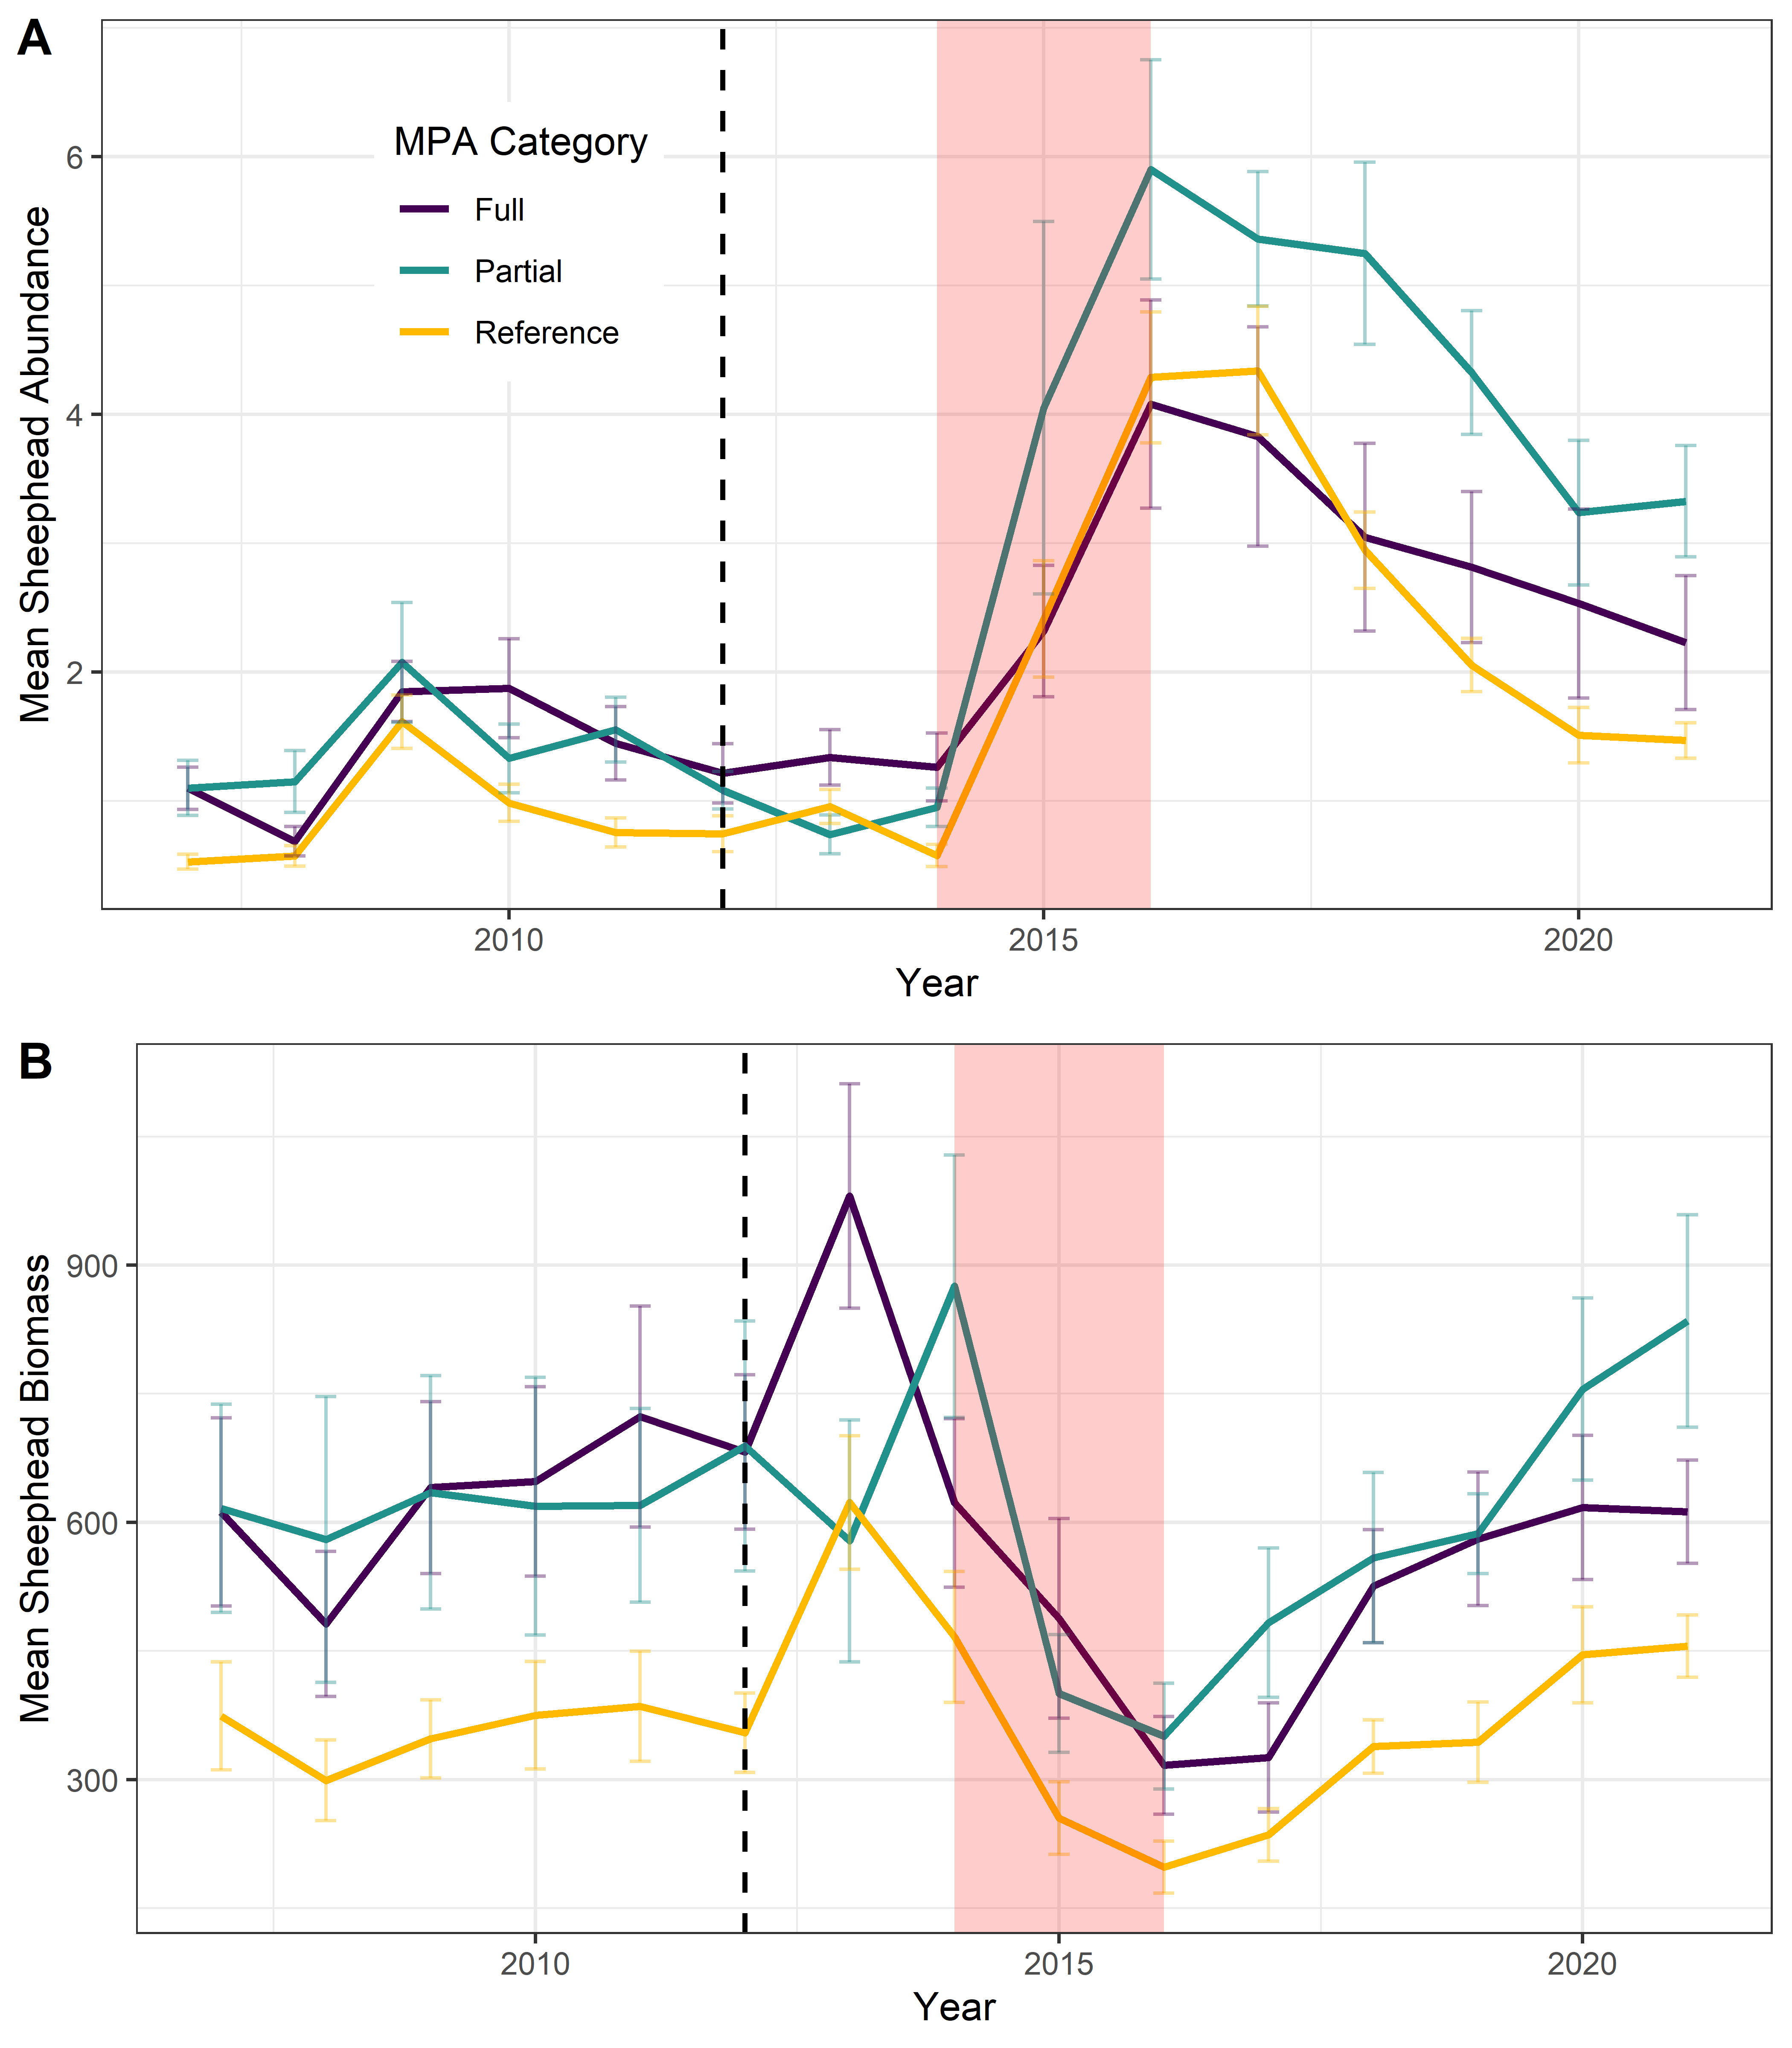 A
Mean Sheephead Abundance
6
4
2
MPA Category
Full
Partial
Reference
2010
2015
2020
Year
B
Mean Sheephead Biomass
900
600
300
2010
2015
2020
Year